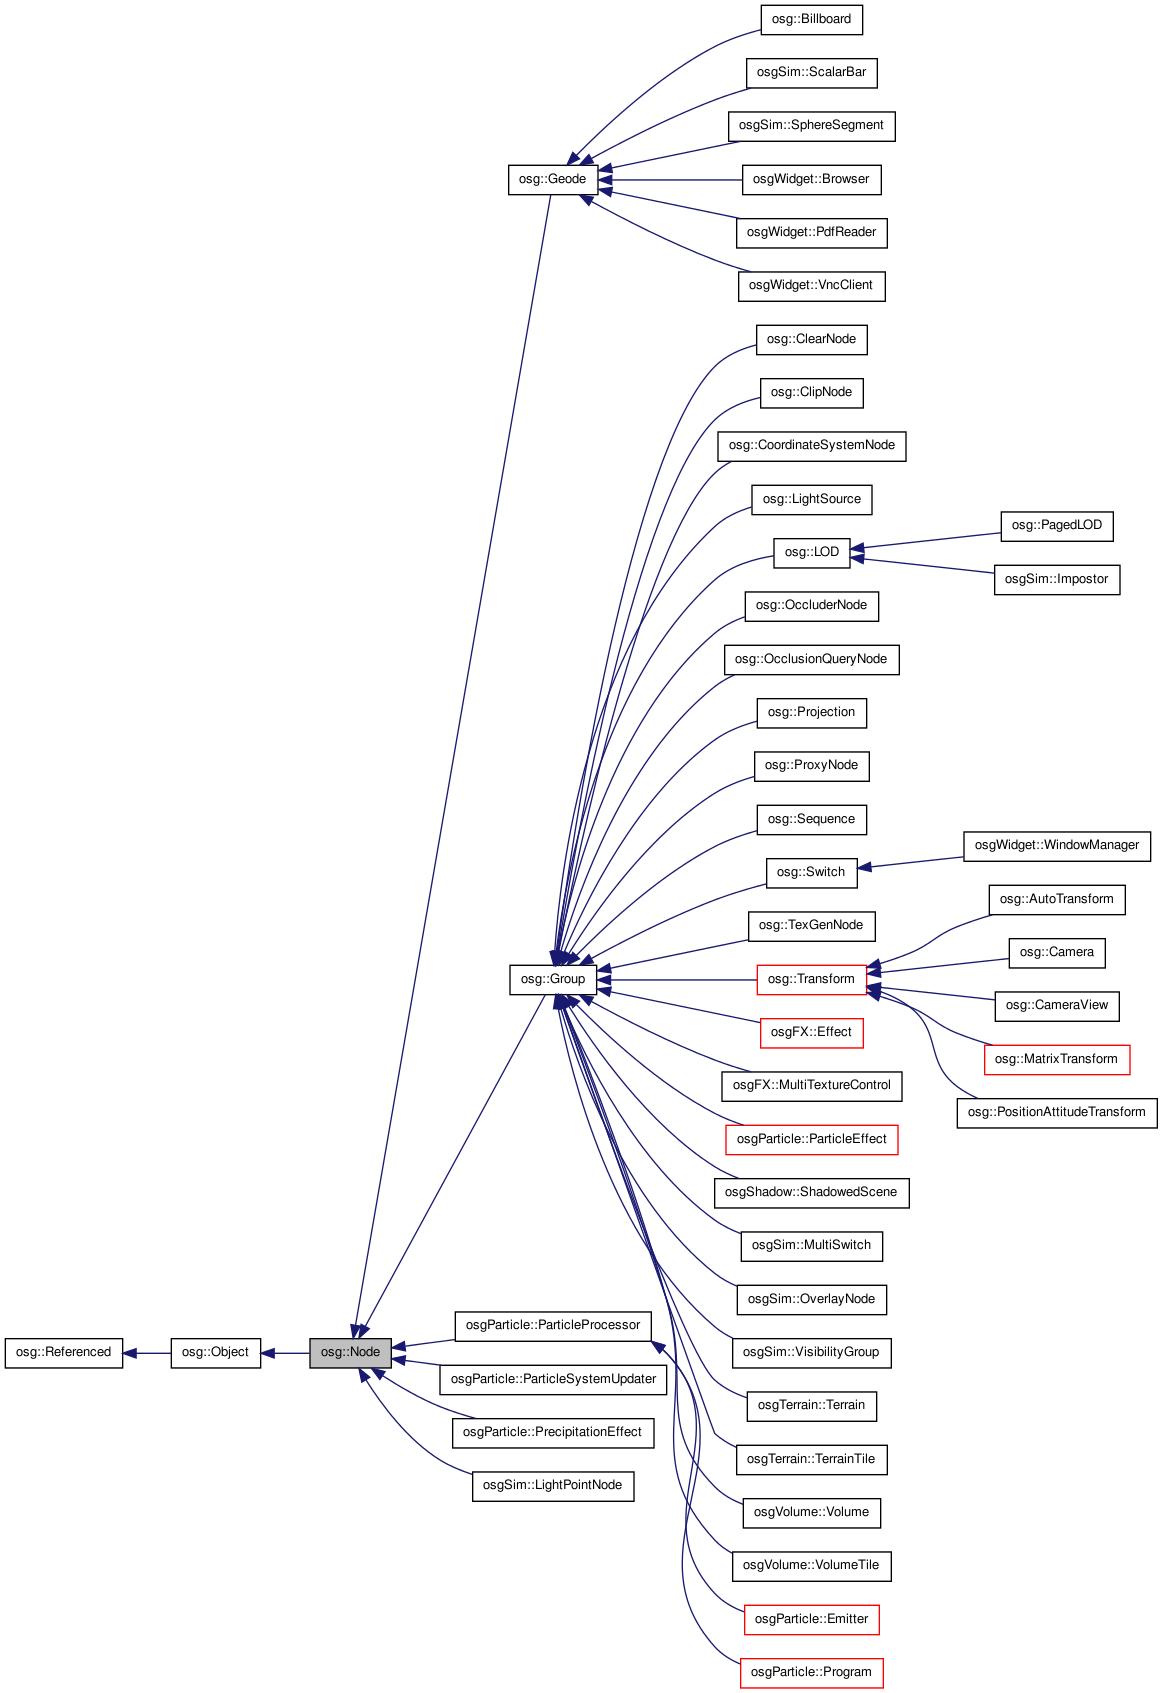 osg::Billboard
osgSim::ScalarBar
osgSim::SphereSegment
osg::Geode
osgWidget::Browser
osgWidget::PdfReader
osgWidget::VncClient
osg::ClearNode
osg::ClipNode
osg::CoordinateSystemNode
osg::LightSource
osg::PagedLOD
osg::LOD
osgSim::Impostor
osg::OccluderNode
osg::OcclusionQueryNode
osg::Projection
osg::ProxyNode
osg::Sequence
osgWidget::WindowManager
osg::Switch
osg::AutoTransform
osg::TexGenNode
osg::Camera
osg::Group
osg::Transform
osg::CameraView
osgFX::Effect
osg::MatrixTransform
osgFX::MultiTextureControl
osg::PositionAttitudeTransform
osgParticle::ParticleEffect
osgShadow::ShadowedScene
osgSim::MultiSwitch
osgSim::OverlayNode
osgParticle::ParticleProcessor
osg::Referenced
osg::Object
osg::Node
osgSim::VisibilityGroup
osgParticle::ParticleSystemUpdater
osgTerrain::Terrain
osgParticle::PrecipitationEffect
osgTerrain::TerrainTile
osgSim::LightPointNode
osgVolume::Volume
osgVolume::VolumeTile
osgParticle::Emitter
osgParticle::Program